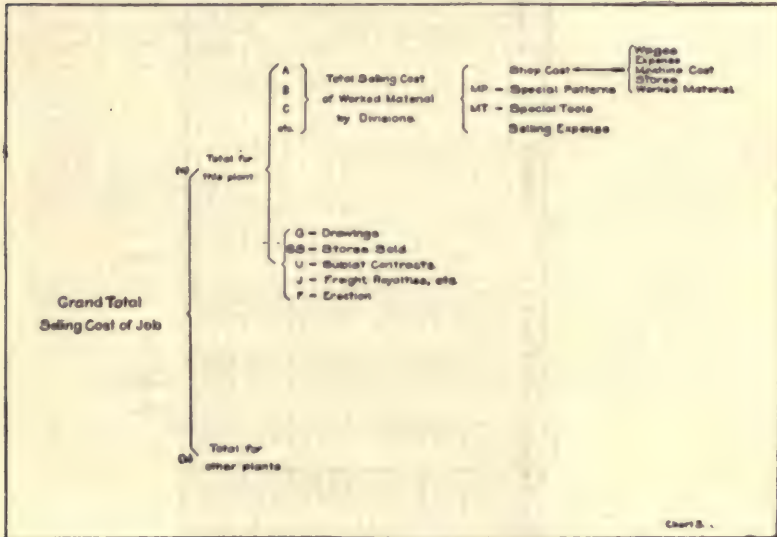 Wages
Expense
Machine Cost
Stores
Worked Material
Shop Cost
MP - Special Patterns
MT - Special Tools
Selling Expense
A
B
C
etc.
Total Selling Cost
of Worked Material
by Divisions
Total for
this plant
G - Drawings
SS - Stores Sold
U - Sublet Contracts
J - Freight Royalties, etc.
F - Erection
Grand Total
Selling Cost of Job
Total for
other plants
Chart 3.